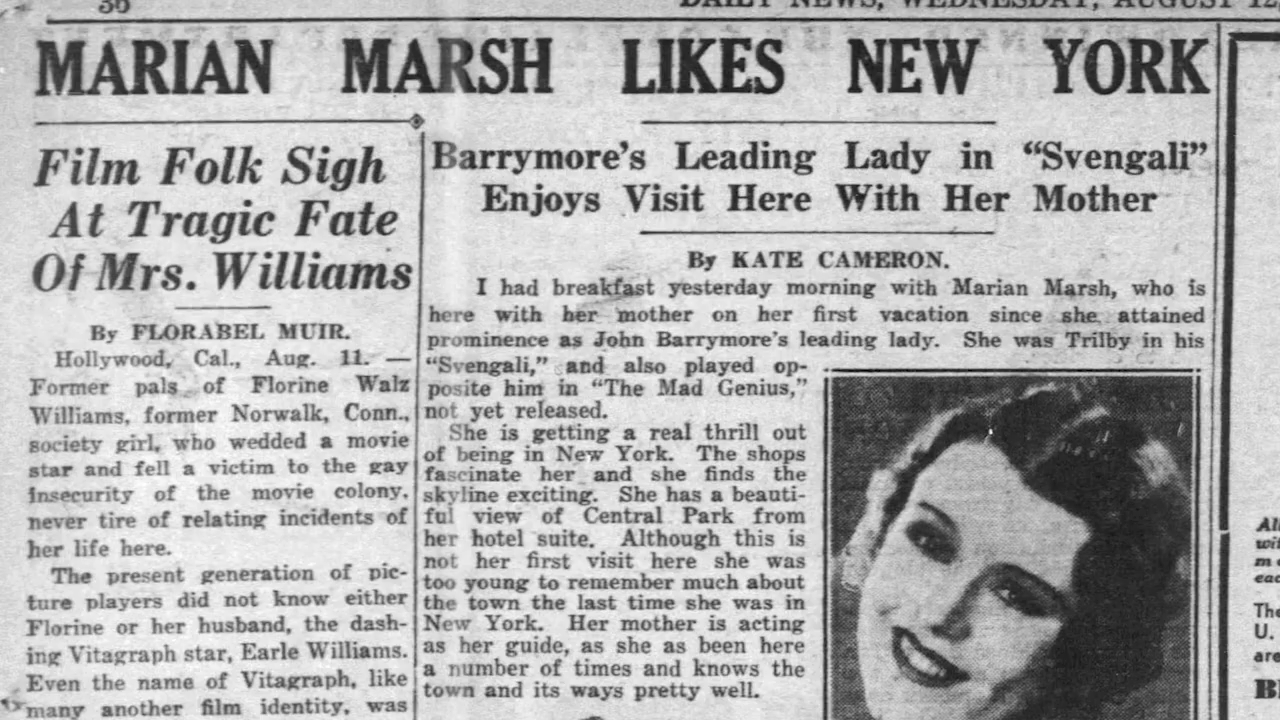 36
DAILY NEWS, WEDNESDAY, AUGUST 12,
MARIAN MARSH LIKES NEW YORK
Film Folk Sigh
At Tragic Fate
Of Mrs. Williams
By FLORABEL MUIR.
Hollywood, Cal., Aug. 11. —
Former pals of Florine Walz
Williams, former Norwalk, Conn.,
society girl, who wedded a movie
star and fell a victim to the gay
insecurity of the movie colony,
never tire of relating incidents of
her life here.
The present generation of pic-
ture players did not know either
Florine or her husband, the dash-
ing Vitagraph star, Earle Williams.
Even the name of Vitagraph, like
many another film identity, was
Barrymore's Leading Lady in "Svengali"
Enjoys Visit Here With Her Mother
By KATE CAMERON.
I had breakfast yesterday morning with Marian Marsh, who is
here with her mother on her first vacation since she attained
prominence as John Barrymore's leading lady. She was Trilby in his
"Svengali," and also played op-
posite him in "The Mad Genius,"
not yet released.
She is getting a real thrill out
of being in New York. The shops
fascinate her and she finds the
skyline exciting. She has a beauti-
ful view of Central Park from
her hotel suite. Although this is
not her first visit here she was
too young to remember much about
the town the last time she was in
New York. Her mother is acting
as her guide, as she as been here
a number of times and knows the
town and its ways pretty well.
The
U.
are